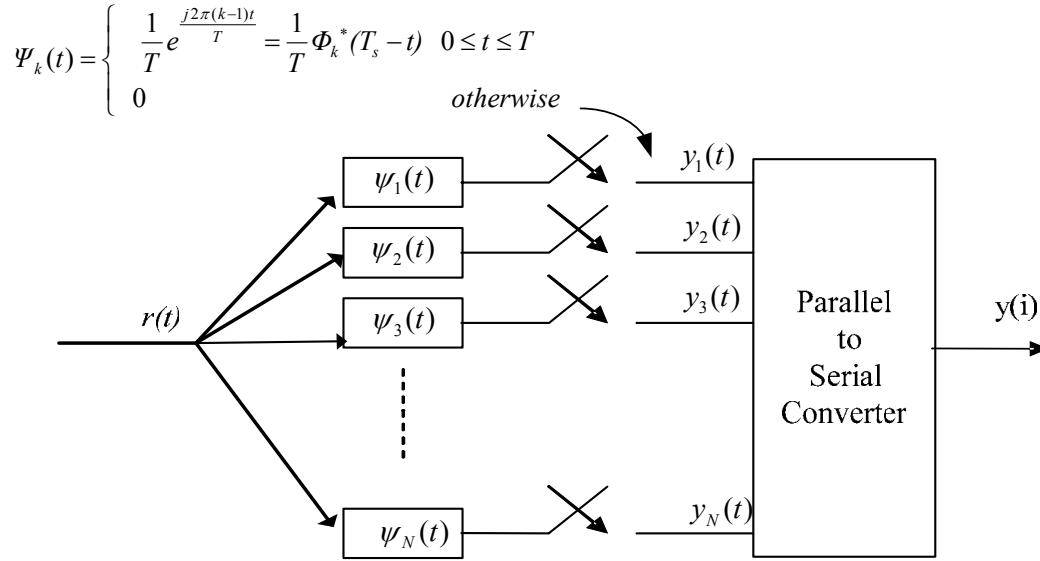 Ψ_k(t) = { 1/T e^{j2π(k−1)t/T} = 1/T Φ_k^*(T_s − t) 0 ≤ t ≤ T
0
otherwise
ψ_1(t) y_1(t)
ψ_2(t) y_2(t)
r(t) ψ_3(t) y_3(t)
Parallel
to
Serial
Converter
y(i)
ψ_N(t) y_N(t)